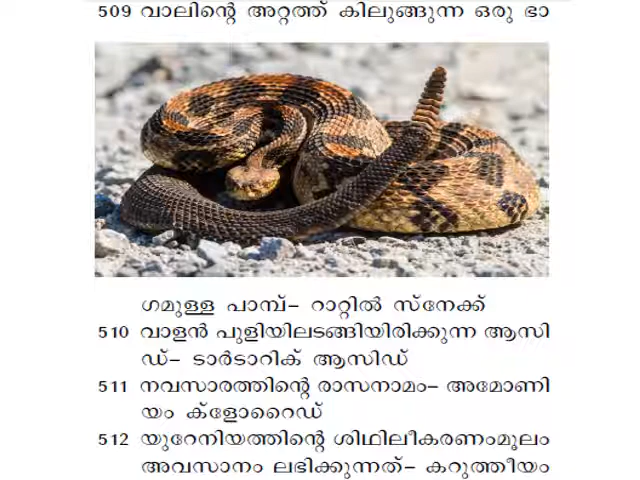 509 വാലിന്റെ അറ്റത്ത് കിലുങ്ങുന്ന ഒരു ഭാ
ഗമുള്ള പാമ്പ്- റാറ്റിൽ സ്നേക്ക്
510 വാളൻ പുളിയിലടങ്ങിയിരിക്കുന്ന ആസി
ഡ്- ടാർടാറിക് ആസിഡ്
511 നവസാരത്തിന്റെ രാസനാമം- അമോണി
യം ക്ളോറൈഡ്
512 യുറേനിയത്തിന്റെ ശിഥിലീകരണംമൂലം
അവസാനം ലഭിക്കുന്നത്- കറുത്തീയം